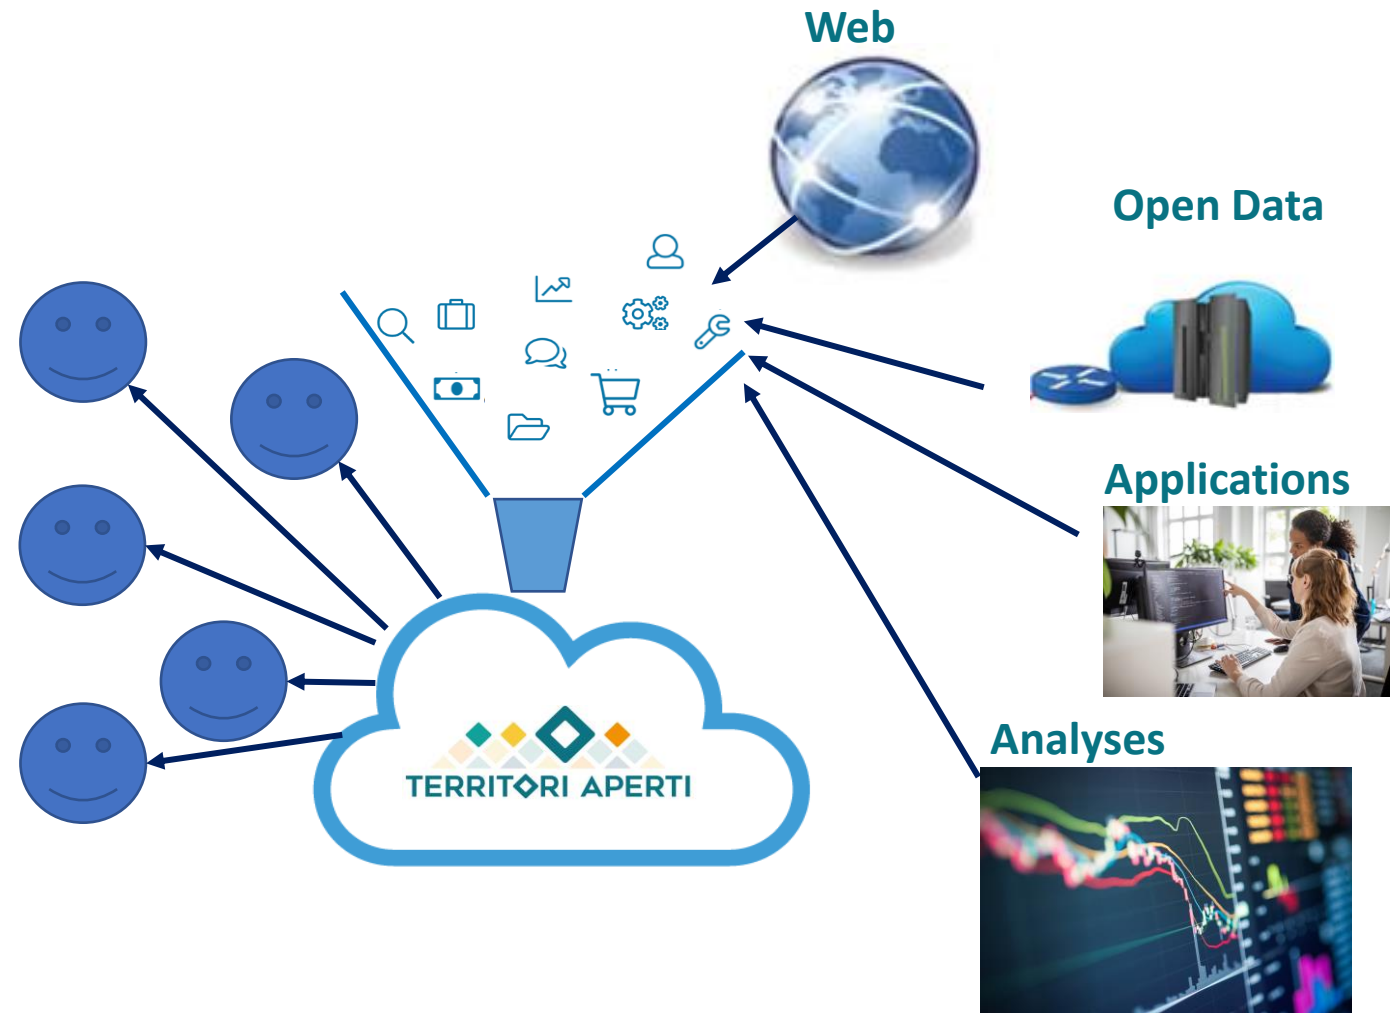 Web
Open Data
Applications
Analyses
TERRITORI APERTI